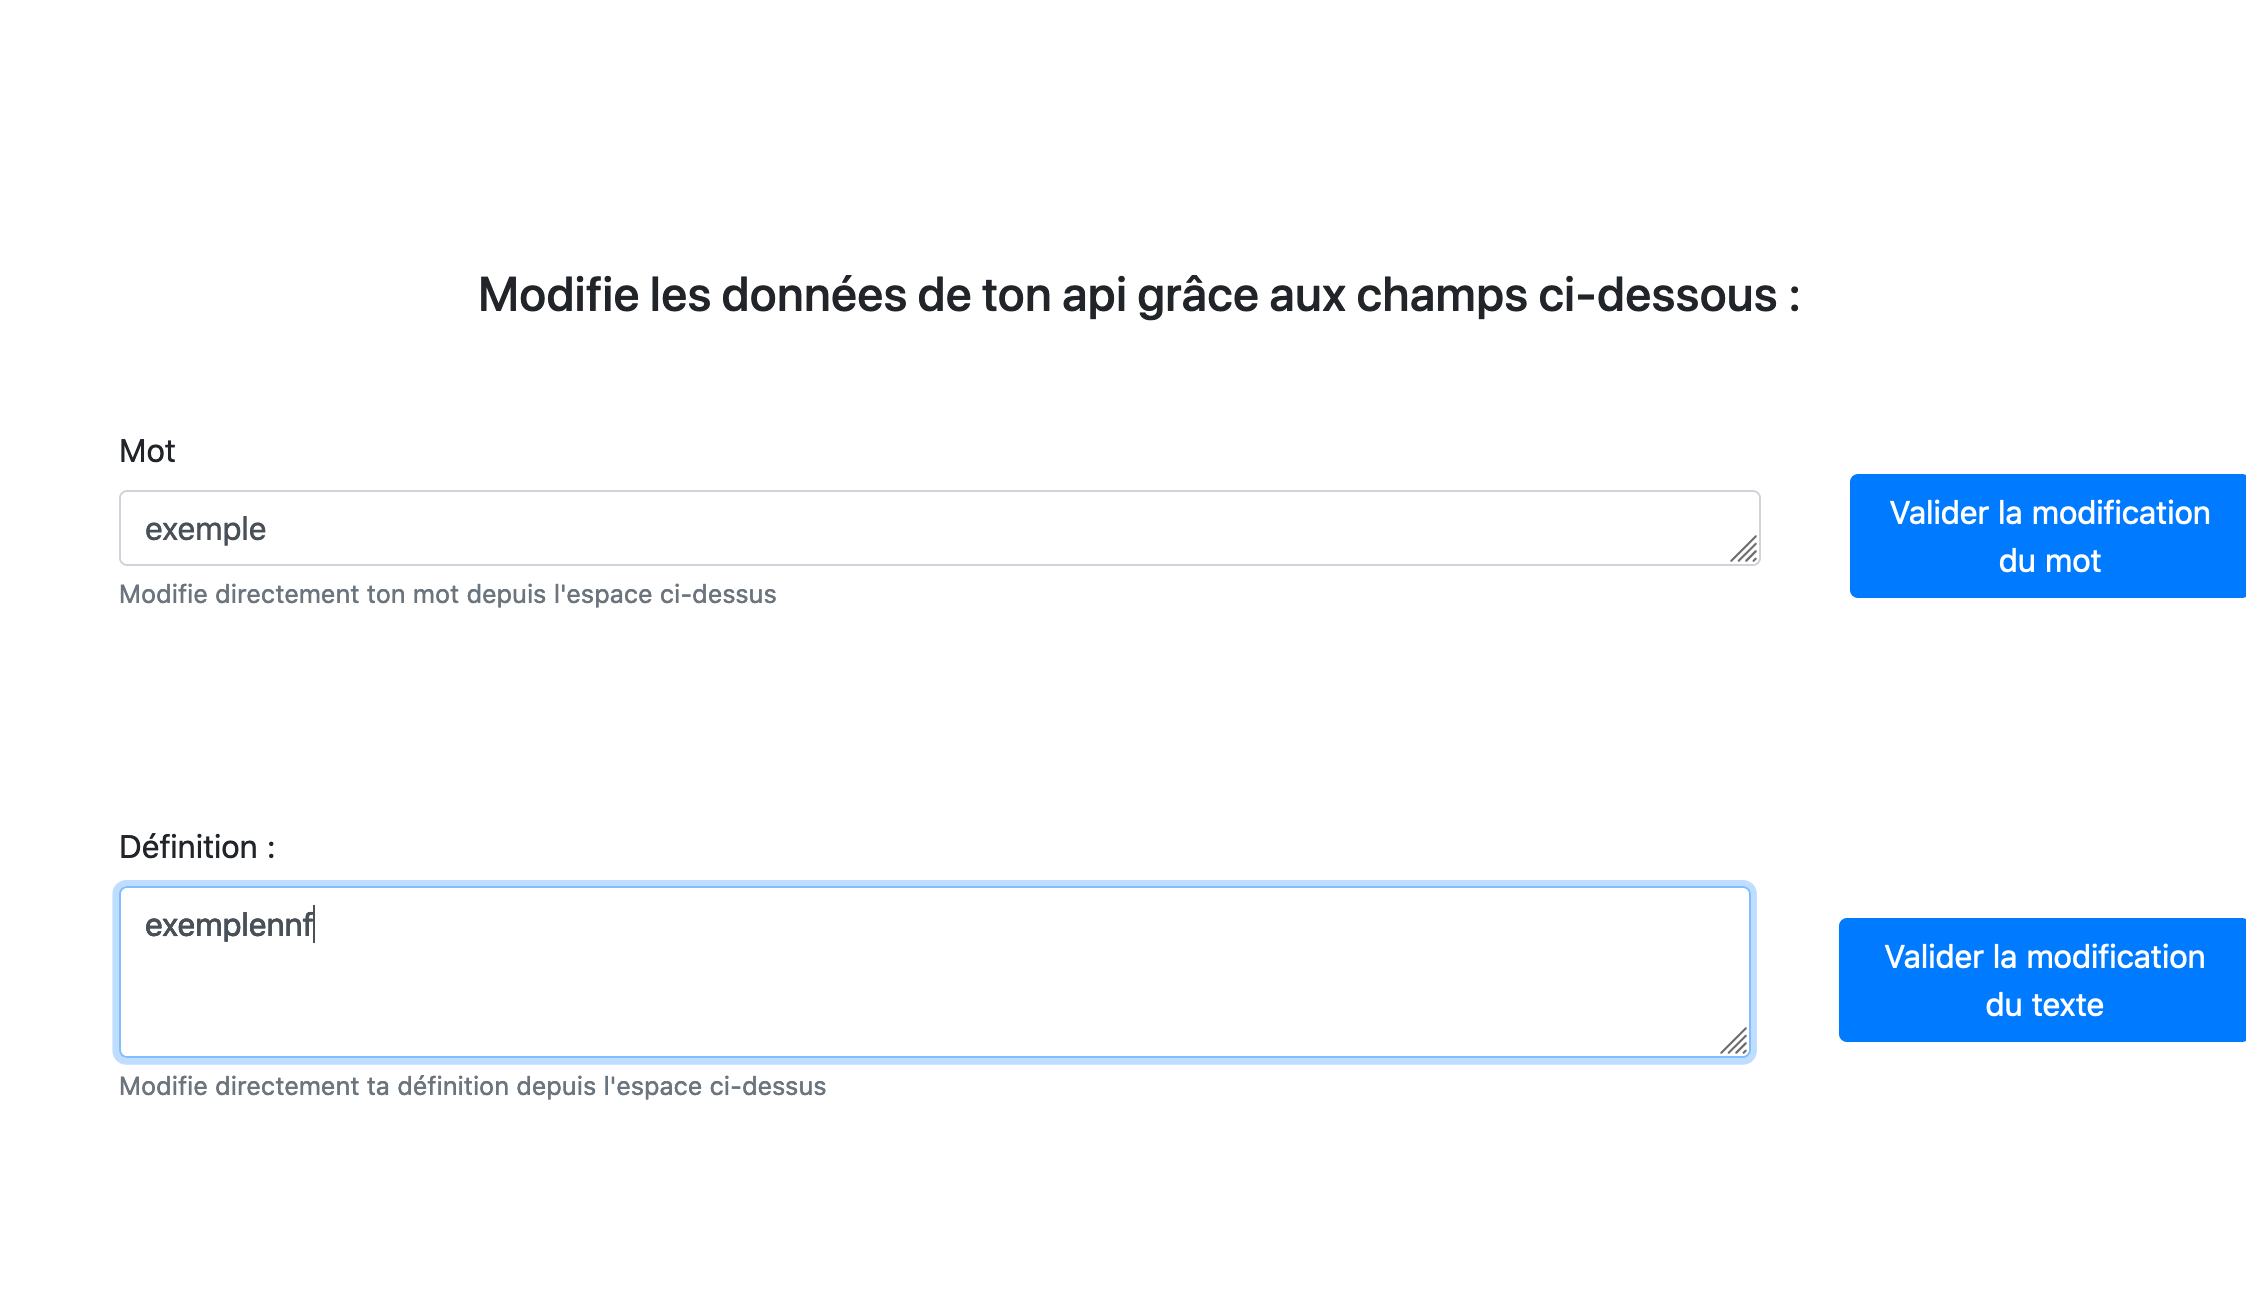 Modifie les données de ton api grâce aux champs ci-dessous :
Mot
exemple
Valider la modification
du mot
Modifie directement ton mot depuis l'espace ci-dessus
Définition :
exemplennf
Valider la modification
du texte
Modifie directement ta définition depuis l'espace ci-dessus